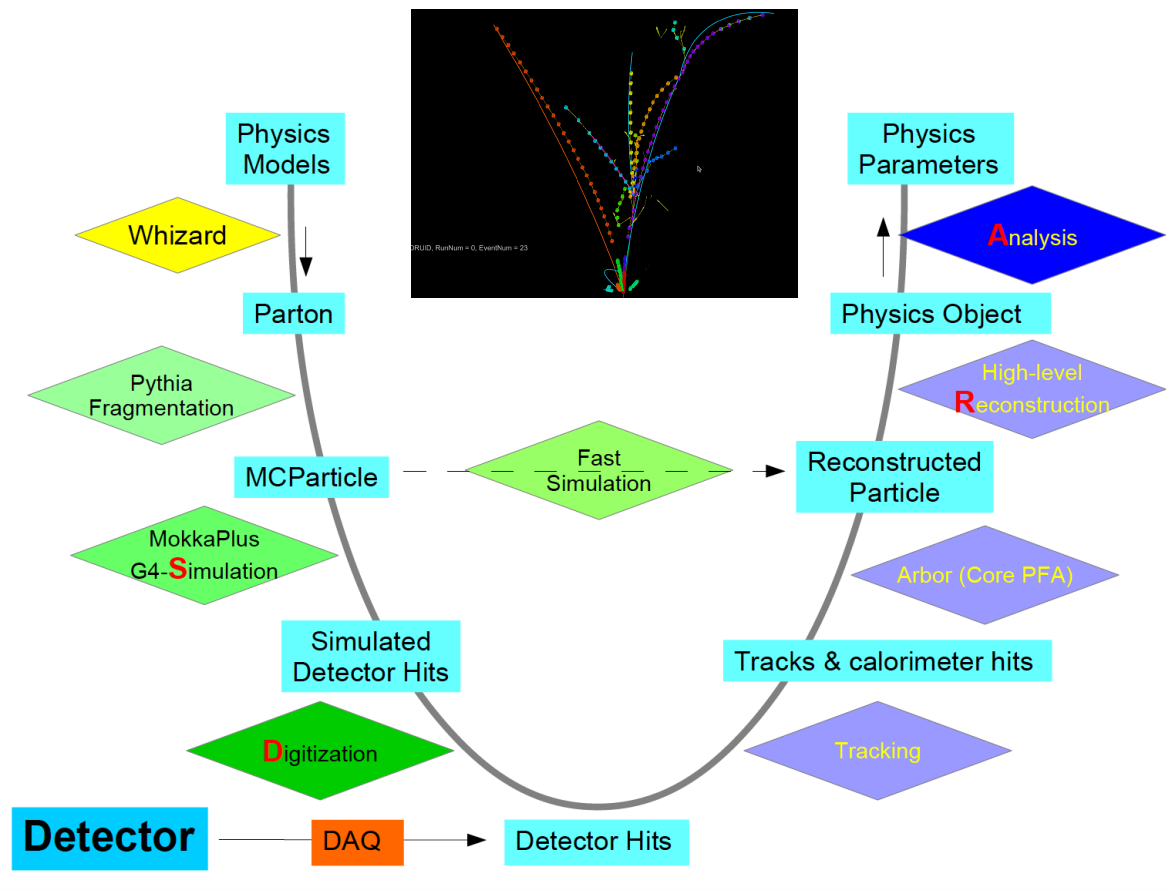 DRUID, RunNum = 0, EventNum = 23
Physics
Models
Physics
Parameters
Whizard
Analysis
Parton
Physics Object
Pythia
Fragmentation
High-level
Reconstruction
MCParticle
Fast
Simulation
Reconstructed
Particle
MokkaPlus
G4-Simulation
Arbor (Core PFA)
Simulated
Detector Hits
Tracks & calorimeter hits
Digitization
Tracking
Detector
DAQ
Detector Hits